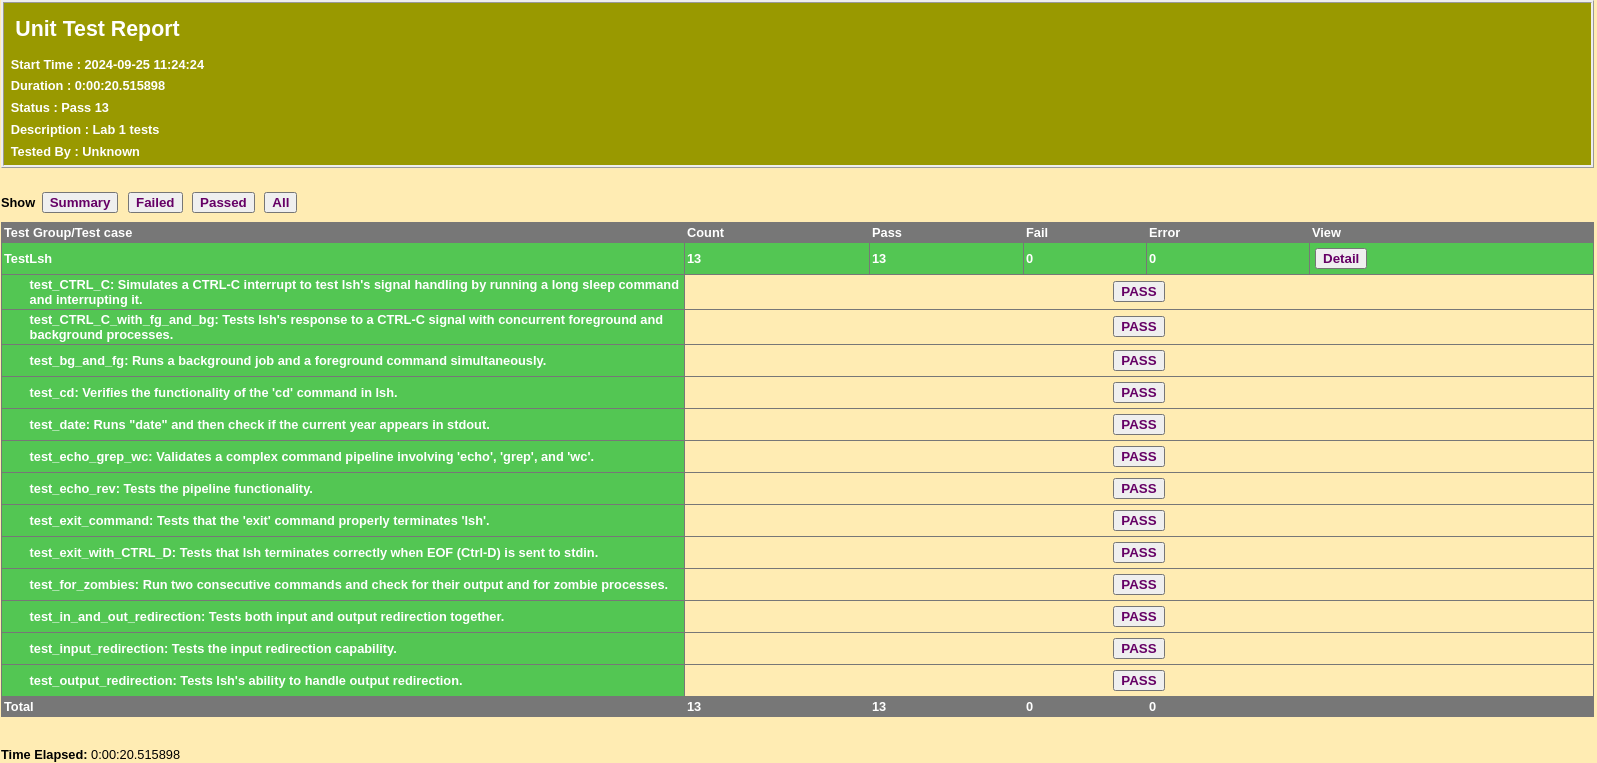 Unit Test Report
Start Time : 2024-09-25 11:24:24
Duration : 0:00:20.515898
Status : Pass 13
Description : Lab 1 tests
Tested By : Unknown
Show Summary Failed Passed All
Test Group/Test case Count Pass Fail Error View
TestLsh 13 13 0 0 Detail
test_CTRL_C: Simulates a CTRL-C interrupt to test lsh's signal handling by running a long sleep command
and interrupting it.
PASS
test_CTRL_C_with_fg_and_bg: Tests lsh's response to a CTRL-C signal with concurrent foreground and
background processes.
PASS
test_bg_and_fg: Runs a background job and a foreground command simultaneously. PASS
test_cd: Verifies the functionality of the 'cd' command in lsh. PASS
test_date: Runs "date" and then check if the current year appears in stdout. PASS
test_echo_grep_wc: Validates a complex command pipeline involving 'echo', 'grep', and 'wc'. PASS
test_echo_rev: Tests the pipeline functionality. PASS
test_exit_command: Tests that the 'exit' command properly terminates 'lsh'. PASS
test_exit_with_CTRL_D: Tests that lsh terminates correctly when EOF (Ctrl-D) is sent to stdin. PASS
test_for_zombies: Run two consecutive commands and check for their output and for zombie processes. PASS
test_in_and_out_redirection: Tests both input and output redirection together. PASS
test_input_redirection: Tests the input redirection capability. PASS
test_output_redirection: Tests lsh's ability to handle output redirection. PASS
Total 13 13 0 0
Time Elapsed: 0:00:20.515898